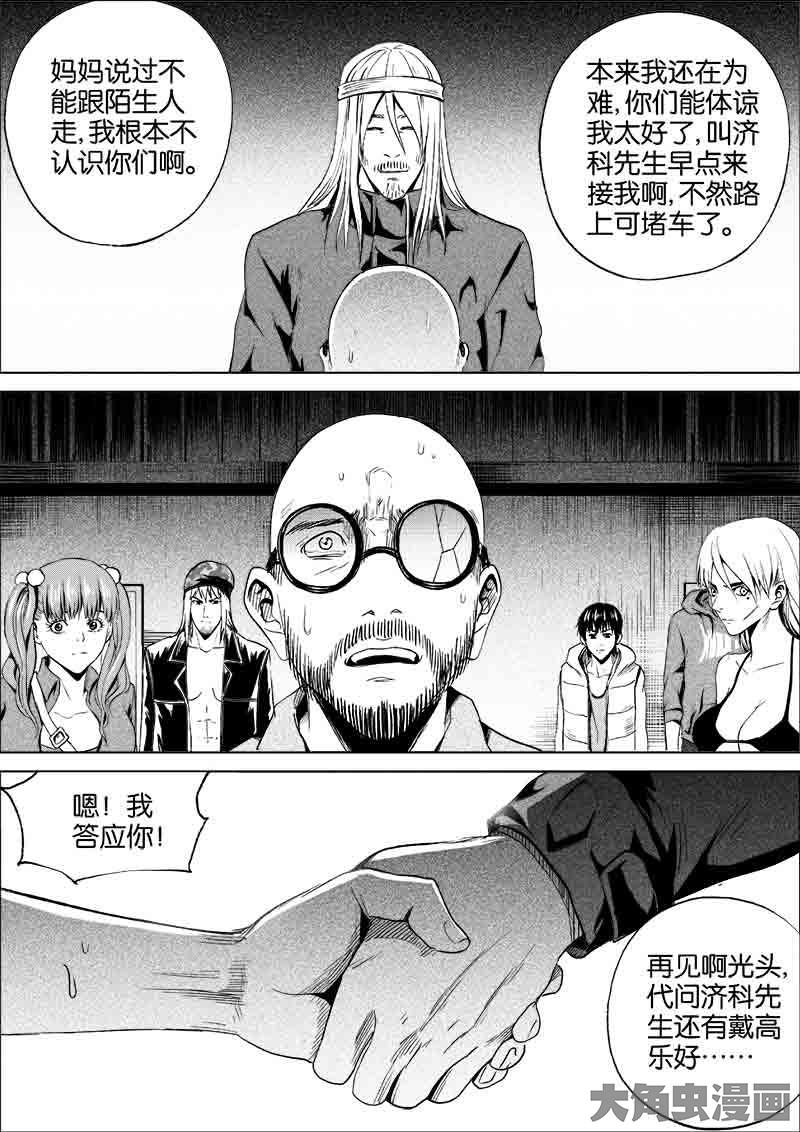 妈妈说过不
能跟陌生人
走,我根本不
认识你们啊。
本来我还在为
难,你们能体谅
我太好了,叫济
科先生早点来
接我啊,不然路
上可堵车了。
嗯！我
答应你！
再见啊光头,
代问济科先
生还有戴高
乐好……
大角虫漫画